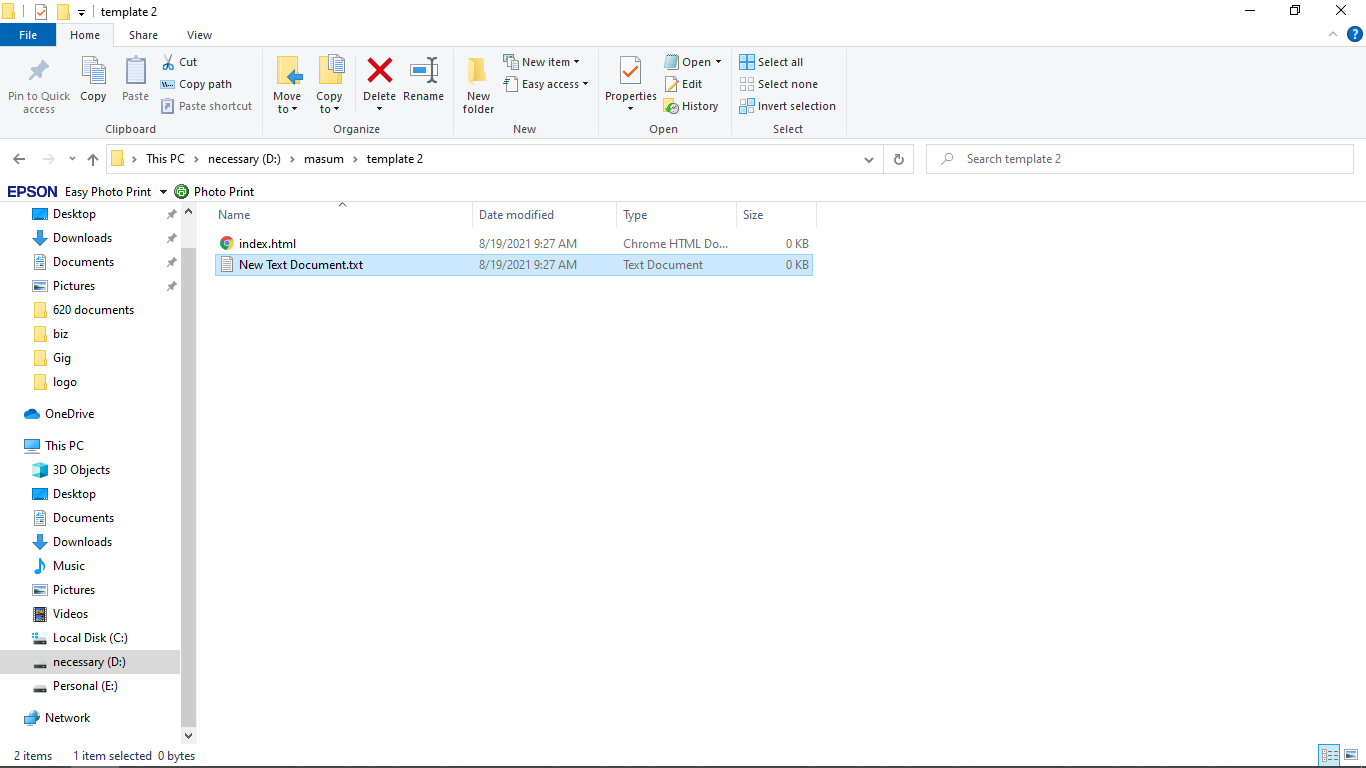 template 2
File Home Share View
Pin to Quick access
Copy
Paste
Cut
Copy path
Paste shortcut
Clipboard
Move to
Copy to
Delete
Rename
Organize
New folder
New item
Easy access
New
Properties
Open
Edit
History
Open
Select all
Select none
Invert selection
Select
This PC > necessary (D:) > masum > template 2
Search template 2
EPSON Easy Photo Print Photo Print
Desktop
Downloads
Documents
Pictures
620 documents
biz
Gig
logo
OneDrive
This PC
3D Objects
Desktop
Documents
Downloads
Music
Pictures
Videos
Local Disk (C:)
necessary (D:)
Personal (E:)
Network
Name Date modified Type Size
index.html 8/19/2021 9:27 AM Chrome HTML Do... 0 KB
New Text Document.txt 8/19/2021 9:27 AM Text Document 0 KB
2 items 1 item selected 0 bytes